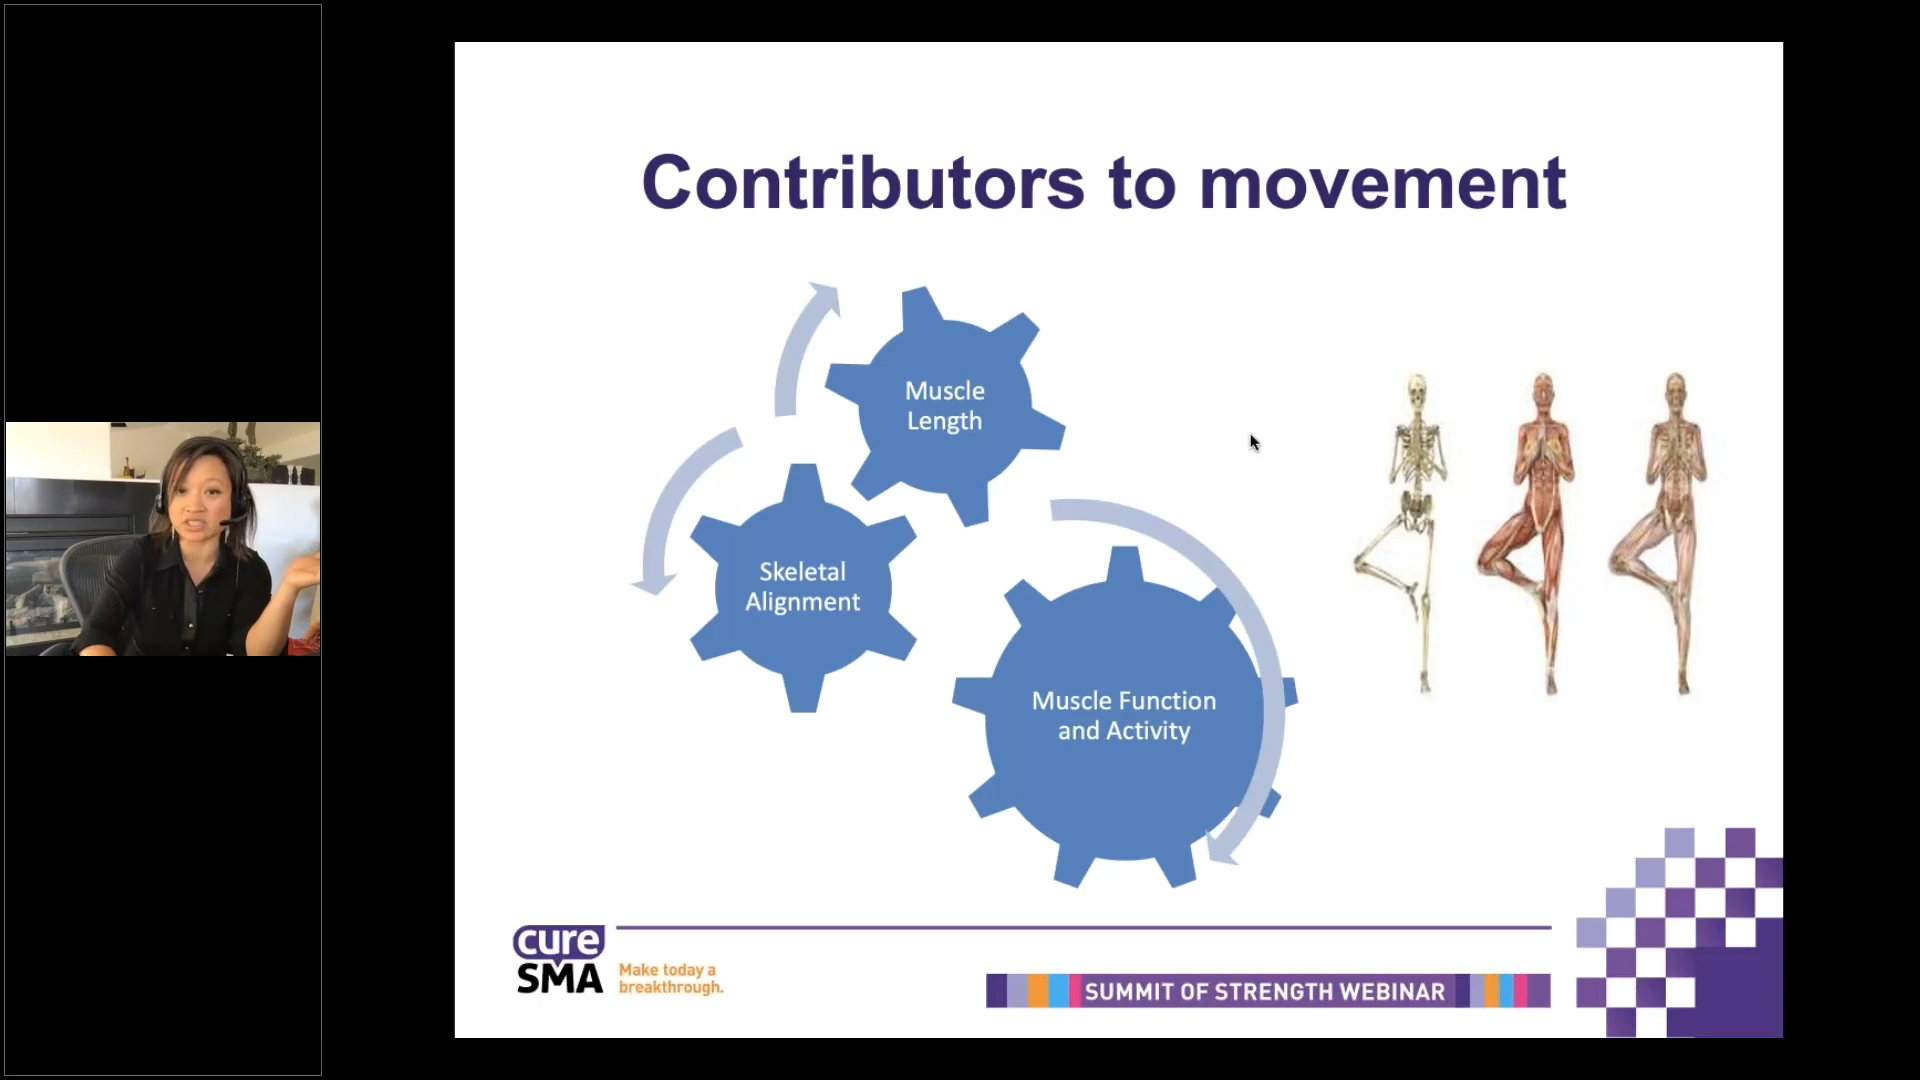 Contributors to movement
Muscle
Length
Skeletal
Alignment
Muscle Function
and Activity
cure
SMA
Make today a
breakthrough.
SUMMIT OF STRENGTH WEBINAR